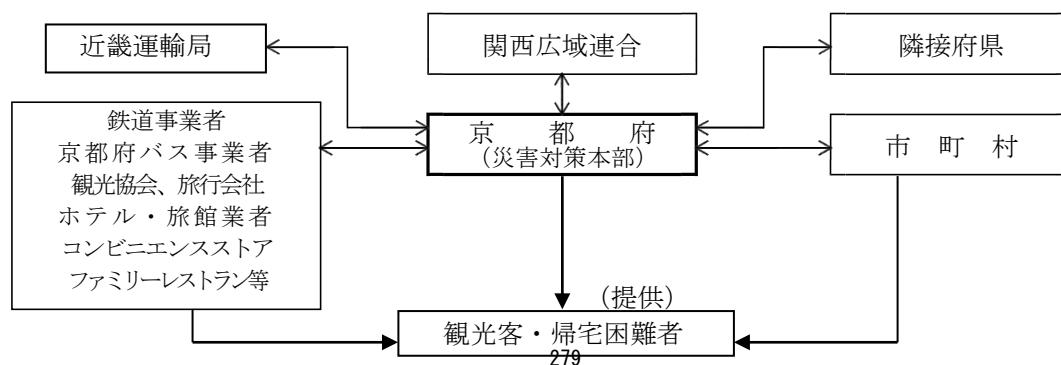 近畿運輸局
関西広域連合
隣接府県
鉄道事業者
京都府バス事業者
観光協会、旅行会社
ホテル・旅館業者
コンビニエンスストア
ファミリーレストラン等
京都府
(災害対策本部)
市町村
(提供)
観光客・帰宅困難者
279